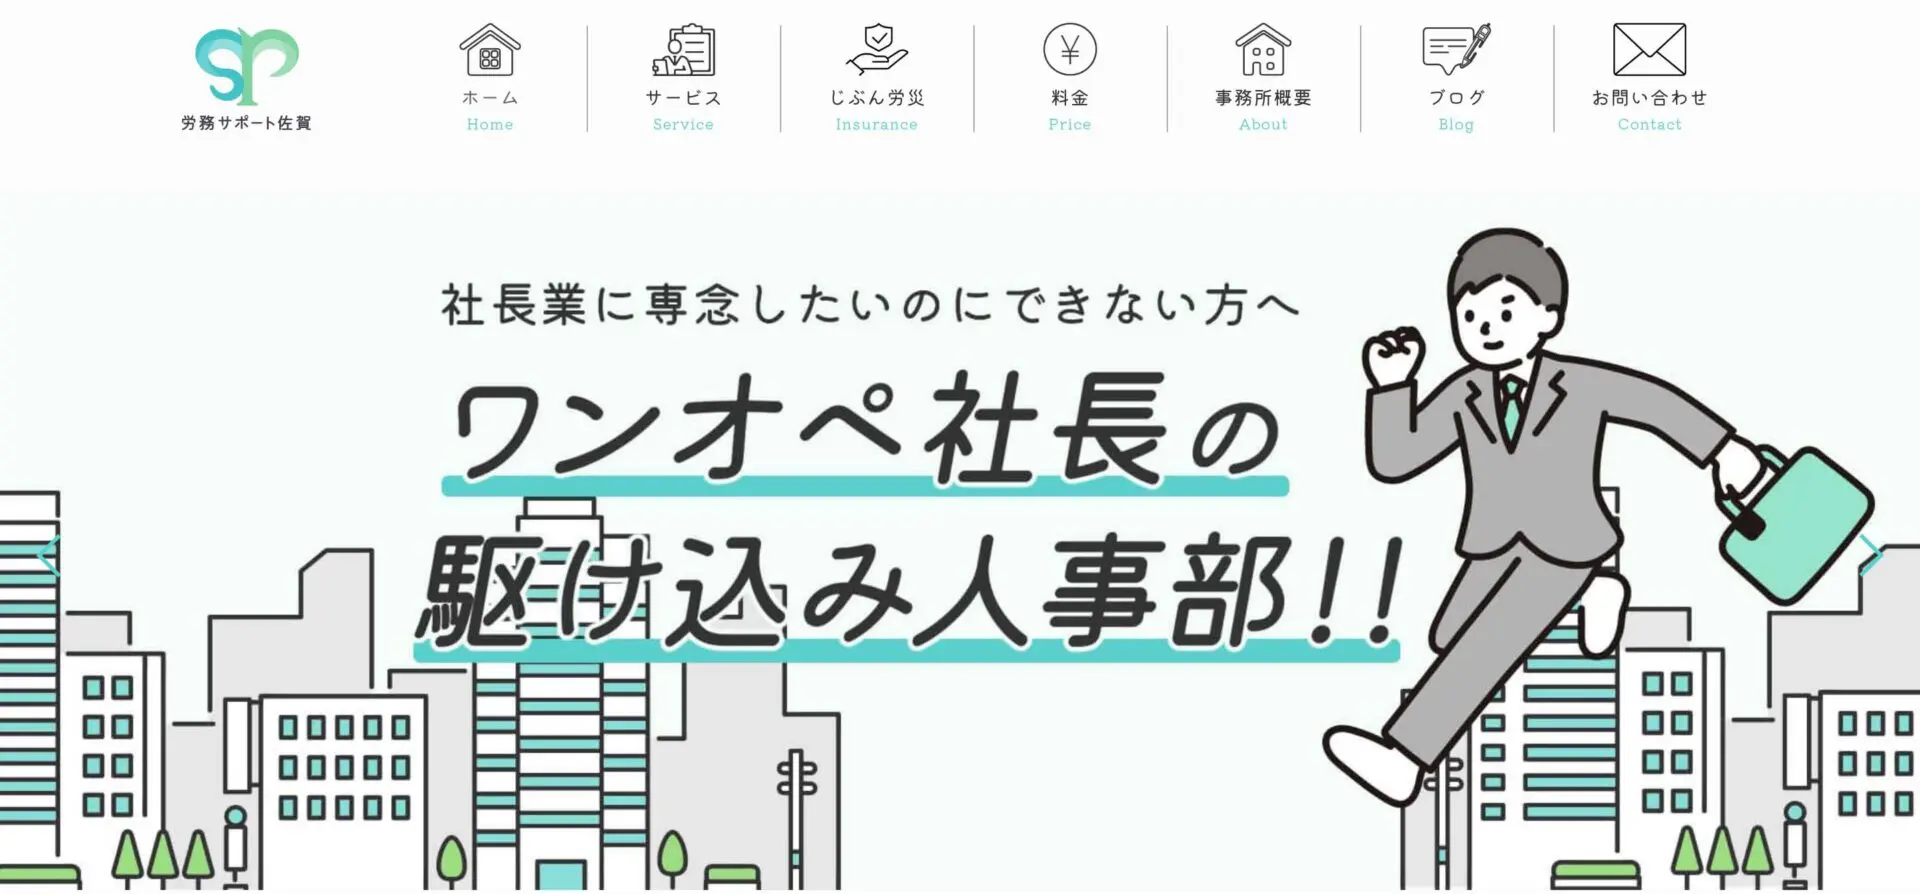 sr
労務サポート佐賀
ホーム
Home
サービス
Service
じぶん労災
Insurance
料金
Price
事務所概要
About
ブログ
Blog
お問い合わせ
Contact
社長業に専念したいのにできない方へ
ワンオペ社長の
駆け込み人事部!!